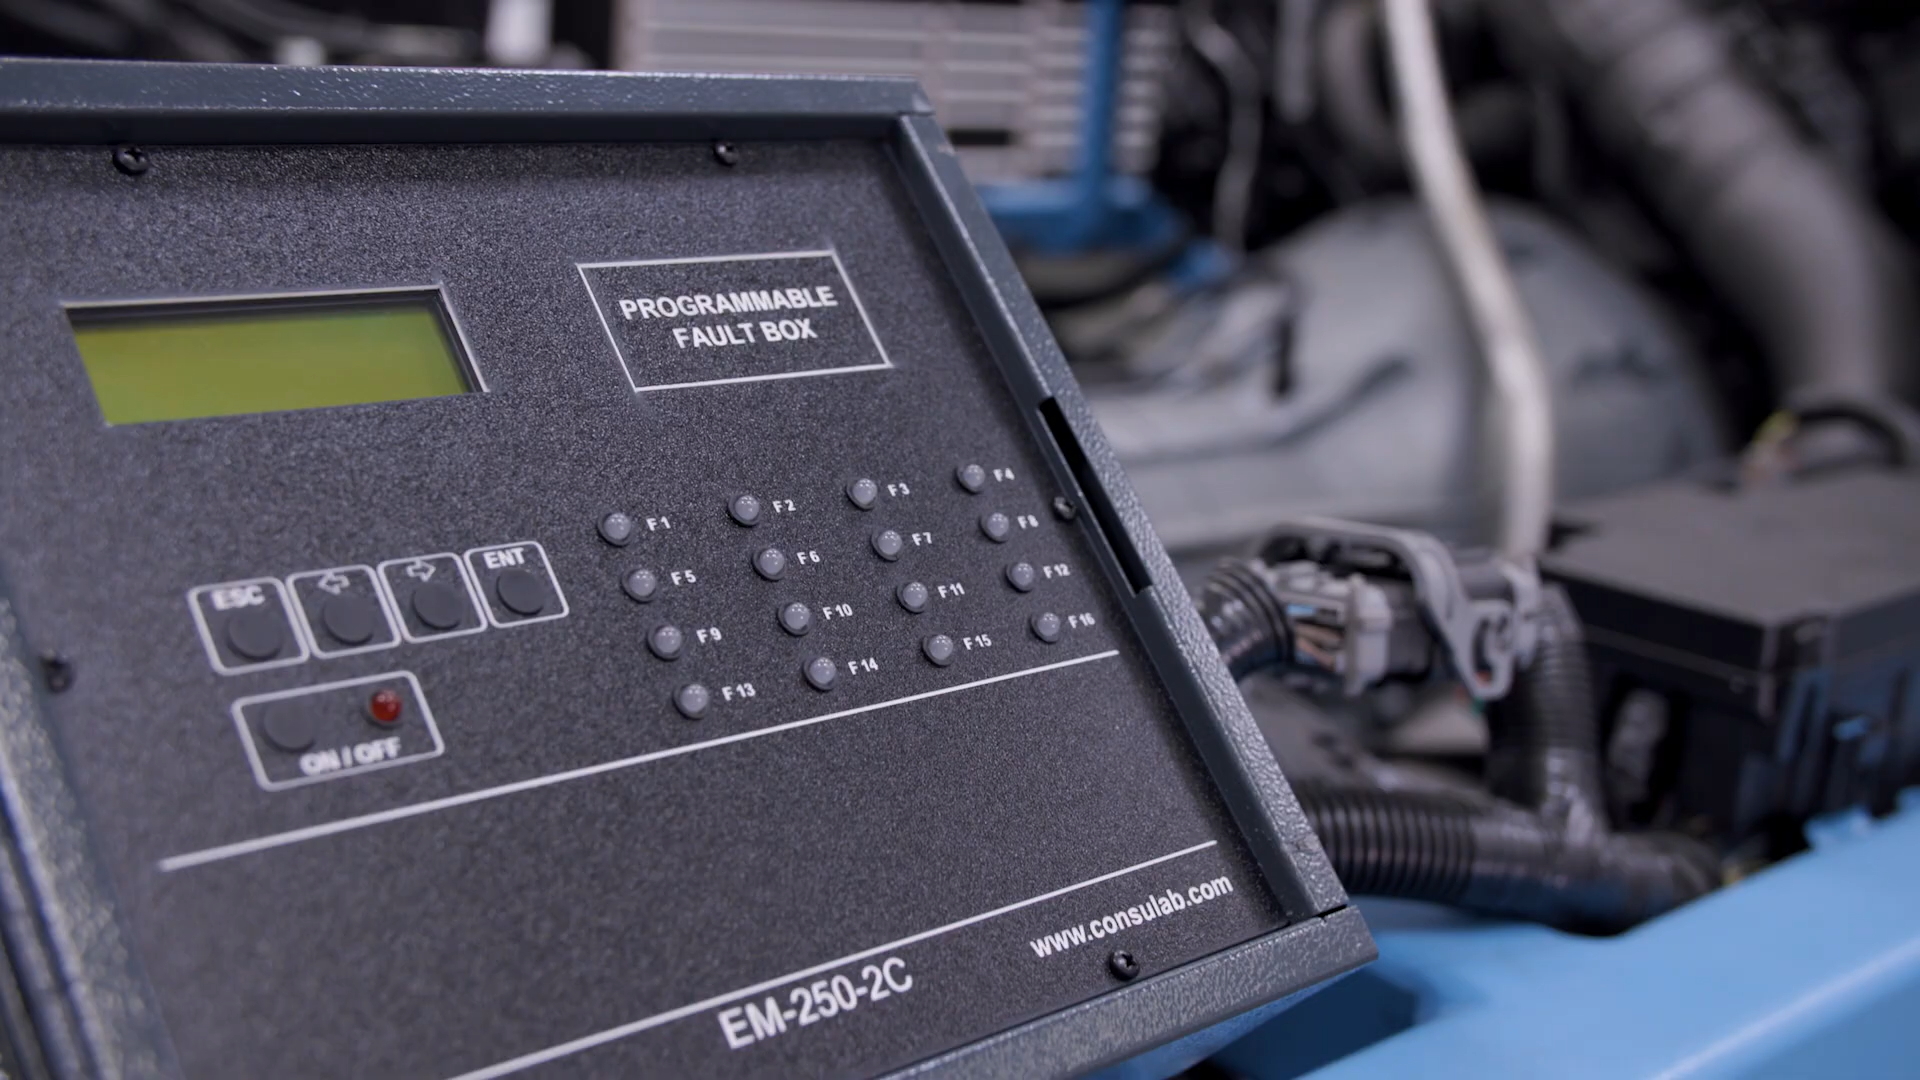 PROGRAMMABLE
FAULT BOX
F1 F2 F3 F4
F5 F6 F7 F8
F9 F10 F11 F12
F13 F14 F15 F16
ESC ENT
ON / OFF
www.consulab.com
EM-250-2C